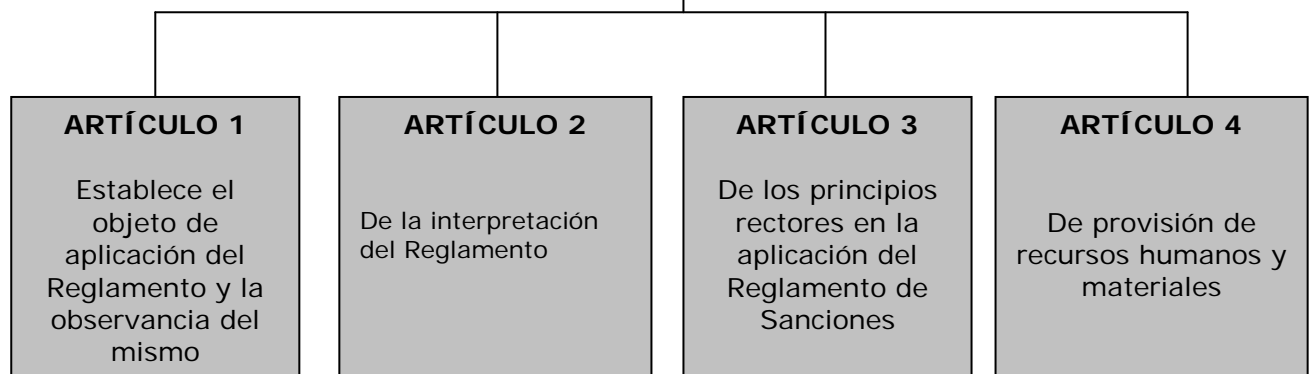 ARTÍCULO 1
Establece el
objeto de
aplicación del
Reglamento y la
observancia del
mismo
ARTÍCULO 2
De la interpretación
del Reglamento
ARTÍCULO 3
De los principios
rectores en la
aplicación del
Reglamento de
Sanciones
ARTÍCULO 4
De provisión de
recursos humanos y
materiales